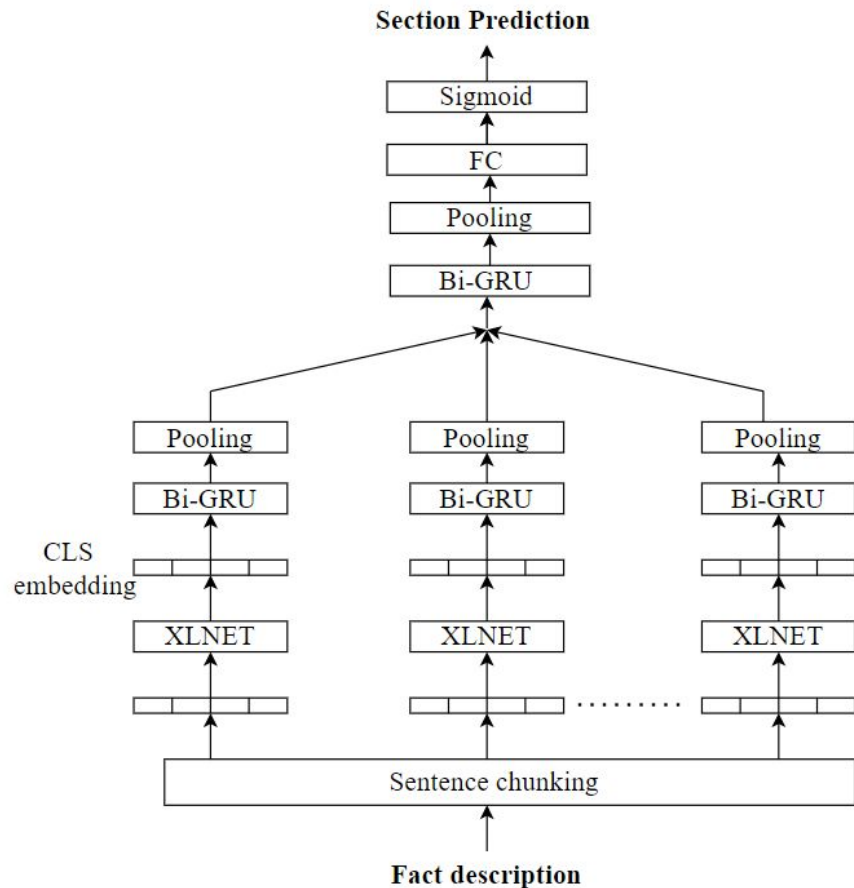 Section Prediction
Sigmoid
FC
Pooling
Bi-GRU
Pooling Pooling Pooling
Bi-GRU Bi-GRU Bi-GRU
CLS
embedding
XLNET XLNET XLNET
.........
Sentence chunking
Fact description